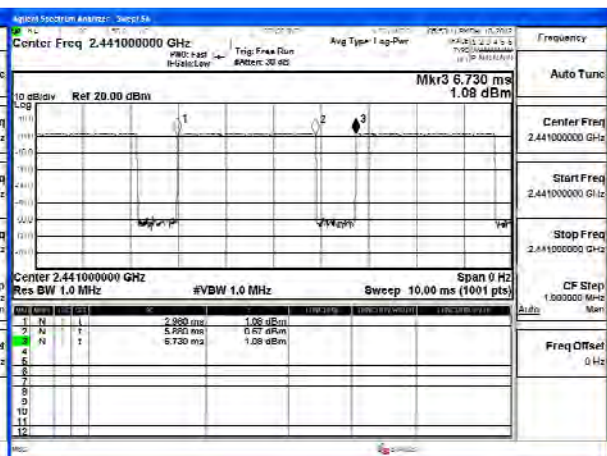 Agilent Spectrum Analyzer - Swept SA
Center Freq 2.441000000 GHz
PNO: Fast
IFGain:Low
Trig: Free Run
#Atten: 30 dB
Avg Type: Log-Pwr
Frequency
Auto Tune
Mkr3 6.730 ms
1.08 dBm
10 dB/div Ref 20.00 dBm
Log
1
2
3
Center Freq
2.441000000 GHz
Start Freq
2.441000000 GHz
Stop Freq
2.441000000 GHz
CF Step
1.000000 MHz
Auto Man
Freq Offset
0 Hz
Center 2.441000000 GHz
Span 0 Hz
Res BW 1.0 MHz
#VBW 1.0 MHz
Sweep 10.00 ms (1001 pts)
1 N 1 t 2.980 ms 1.08 dBm
2 N 1 t 5.860 ms 0.67 dBm
3 N 1 t 6.730 ms 1.08 dBm
4
5
6
7
8
9
10
11
12